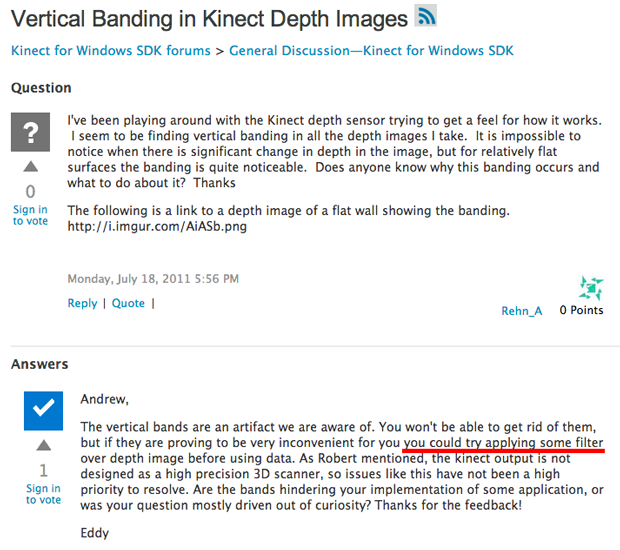 Vertical Banding in Kinect Depth Images
Kinect for Windows SDK forums > General Discussion—Kinect for Windows SDK
Question
?
I've been playing around with the Kinect depth sensor trying to get a feel for how it works.
I seem to be finding vertical banding in all the depth images I take.  It is impossible to
notice when there is significant change in depth in the image, but for relatively flat
surfaces the banding is quite noticeable.  Does anyone know why this banding occurs and
what to do about it?  Thanks
0
Sign in
to vote
The following is a link to a depth image of a flat wall showing the banding.
http://i.imgur.com/AiASb.png
Monday, July 18, 2011 5:56 PM
Reply | Quote |
Rehn_A 0 Points
Answers
Andrew,
The vertical bands are an artifact we are aware of. You won't be able to get rid of them,
but if they are proving to be very inconvenient for you you could try applying some filter
over depth image before using data. As Robert mentioned, the kinect output is not
designed as a high precision 3D scanner, so issues like this have not been a high
priority to resolve. Are the bands hindering your implementation of some application, or
was your question mostly driven out of curiosity? Thanks for the feedback!
1
Sign in
to vote
Eddy